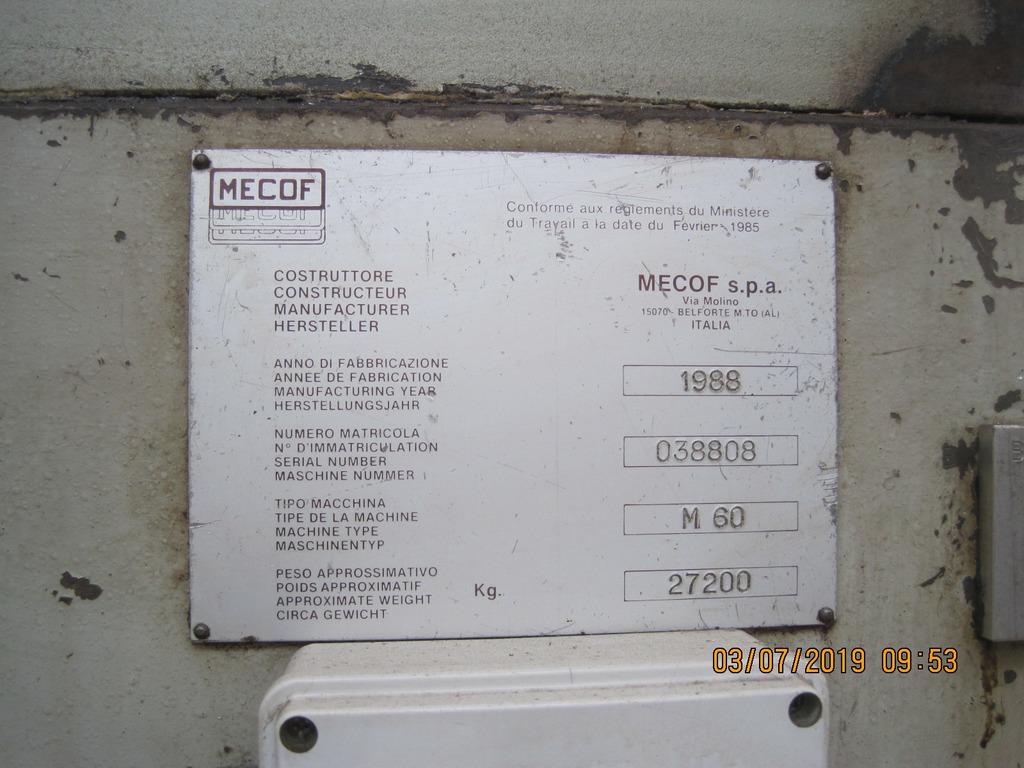 MECOF
MECOF
MECOF
Conforme aux reglements du Ministere
du Travail a la date du Février - 1985
COSTRUTTORE
CONSTRUCTEUR
MANUFACTURER
HERSTELLER
MECOF s.p.a.
Via Molino
15070 - BELFORTE M.TO (AL)
ITALIA
ANNO DI FABBRICAZIONE
ANNEE DE FABRICATION
MANUFACTURING YEAR
HERSTELLUNGSJAHR
1988
NUMERO MATRICOLA
N° D'IMMATRICULATION
SERIAL NUMBER
MASCHINE NUMMER
038808
TIPO MACCHINA
TIPE DE LA MACHINE
MACHINE TYPE
MASCHINENTYP
M 60
PESO APPROSSIMATIVO
POIDS APPROXIMATIF
APPROXIMATE WEIGHT
CIRCA GEWICHT
Kg.
27200
03/07/2019 09:53